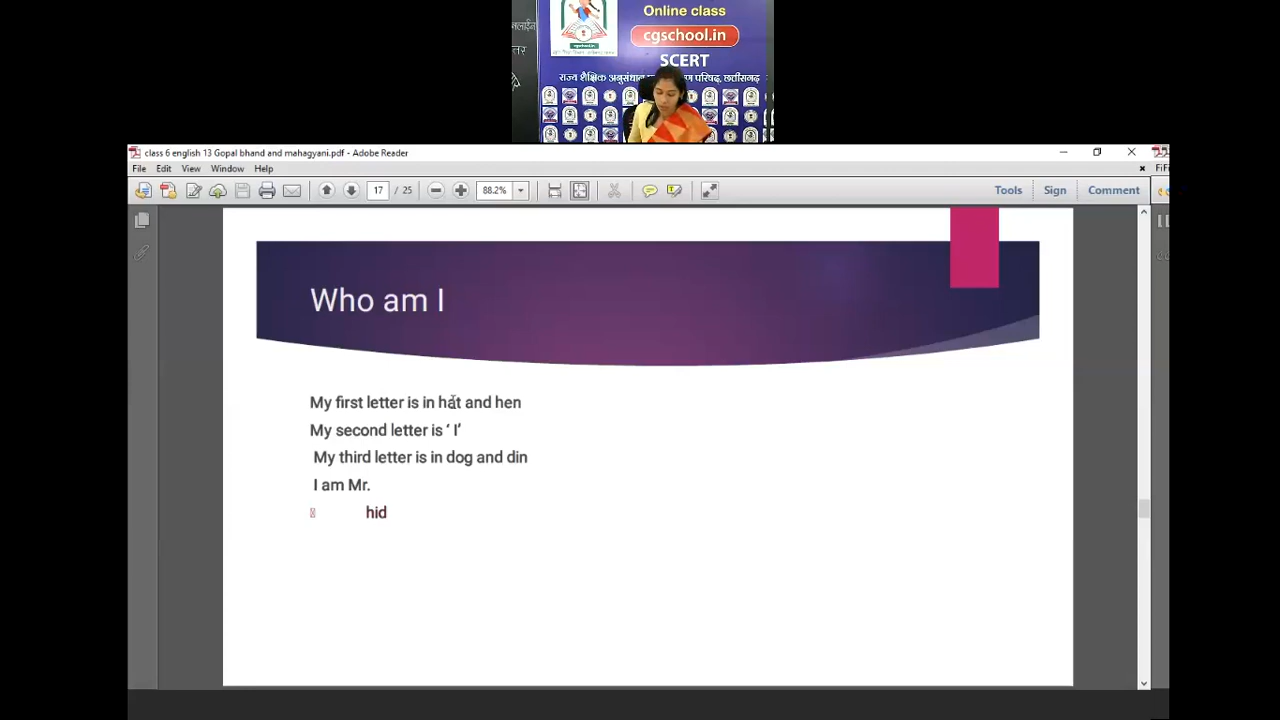 Online class
cgschool.in
SCERT
class 6 english 13 Gopal bhand and mahagyani.pdf - Adobe Reader
File Edit View Window Help
17 / 25 88.2% Tools Sign Comment
Who am I
My first letter is in hat and hen
My second letter is ‘ I’
My third letter is in dog and din
I am Mr.
hid